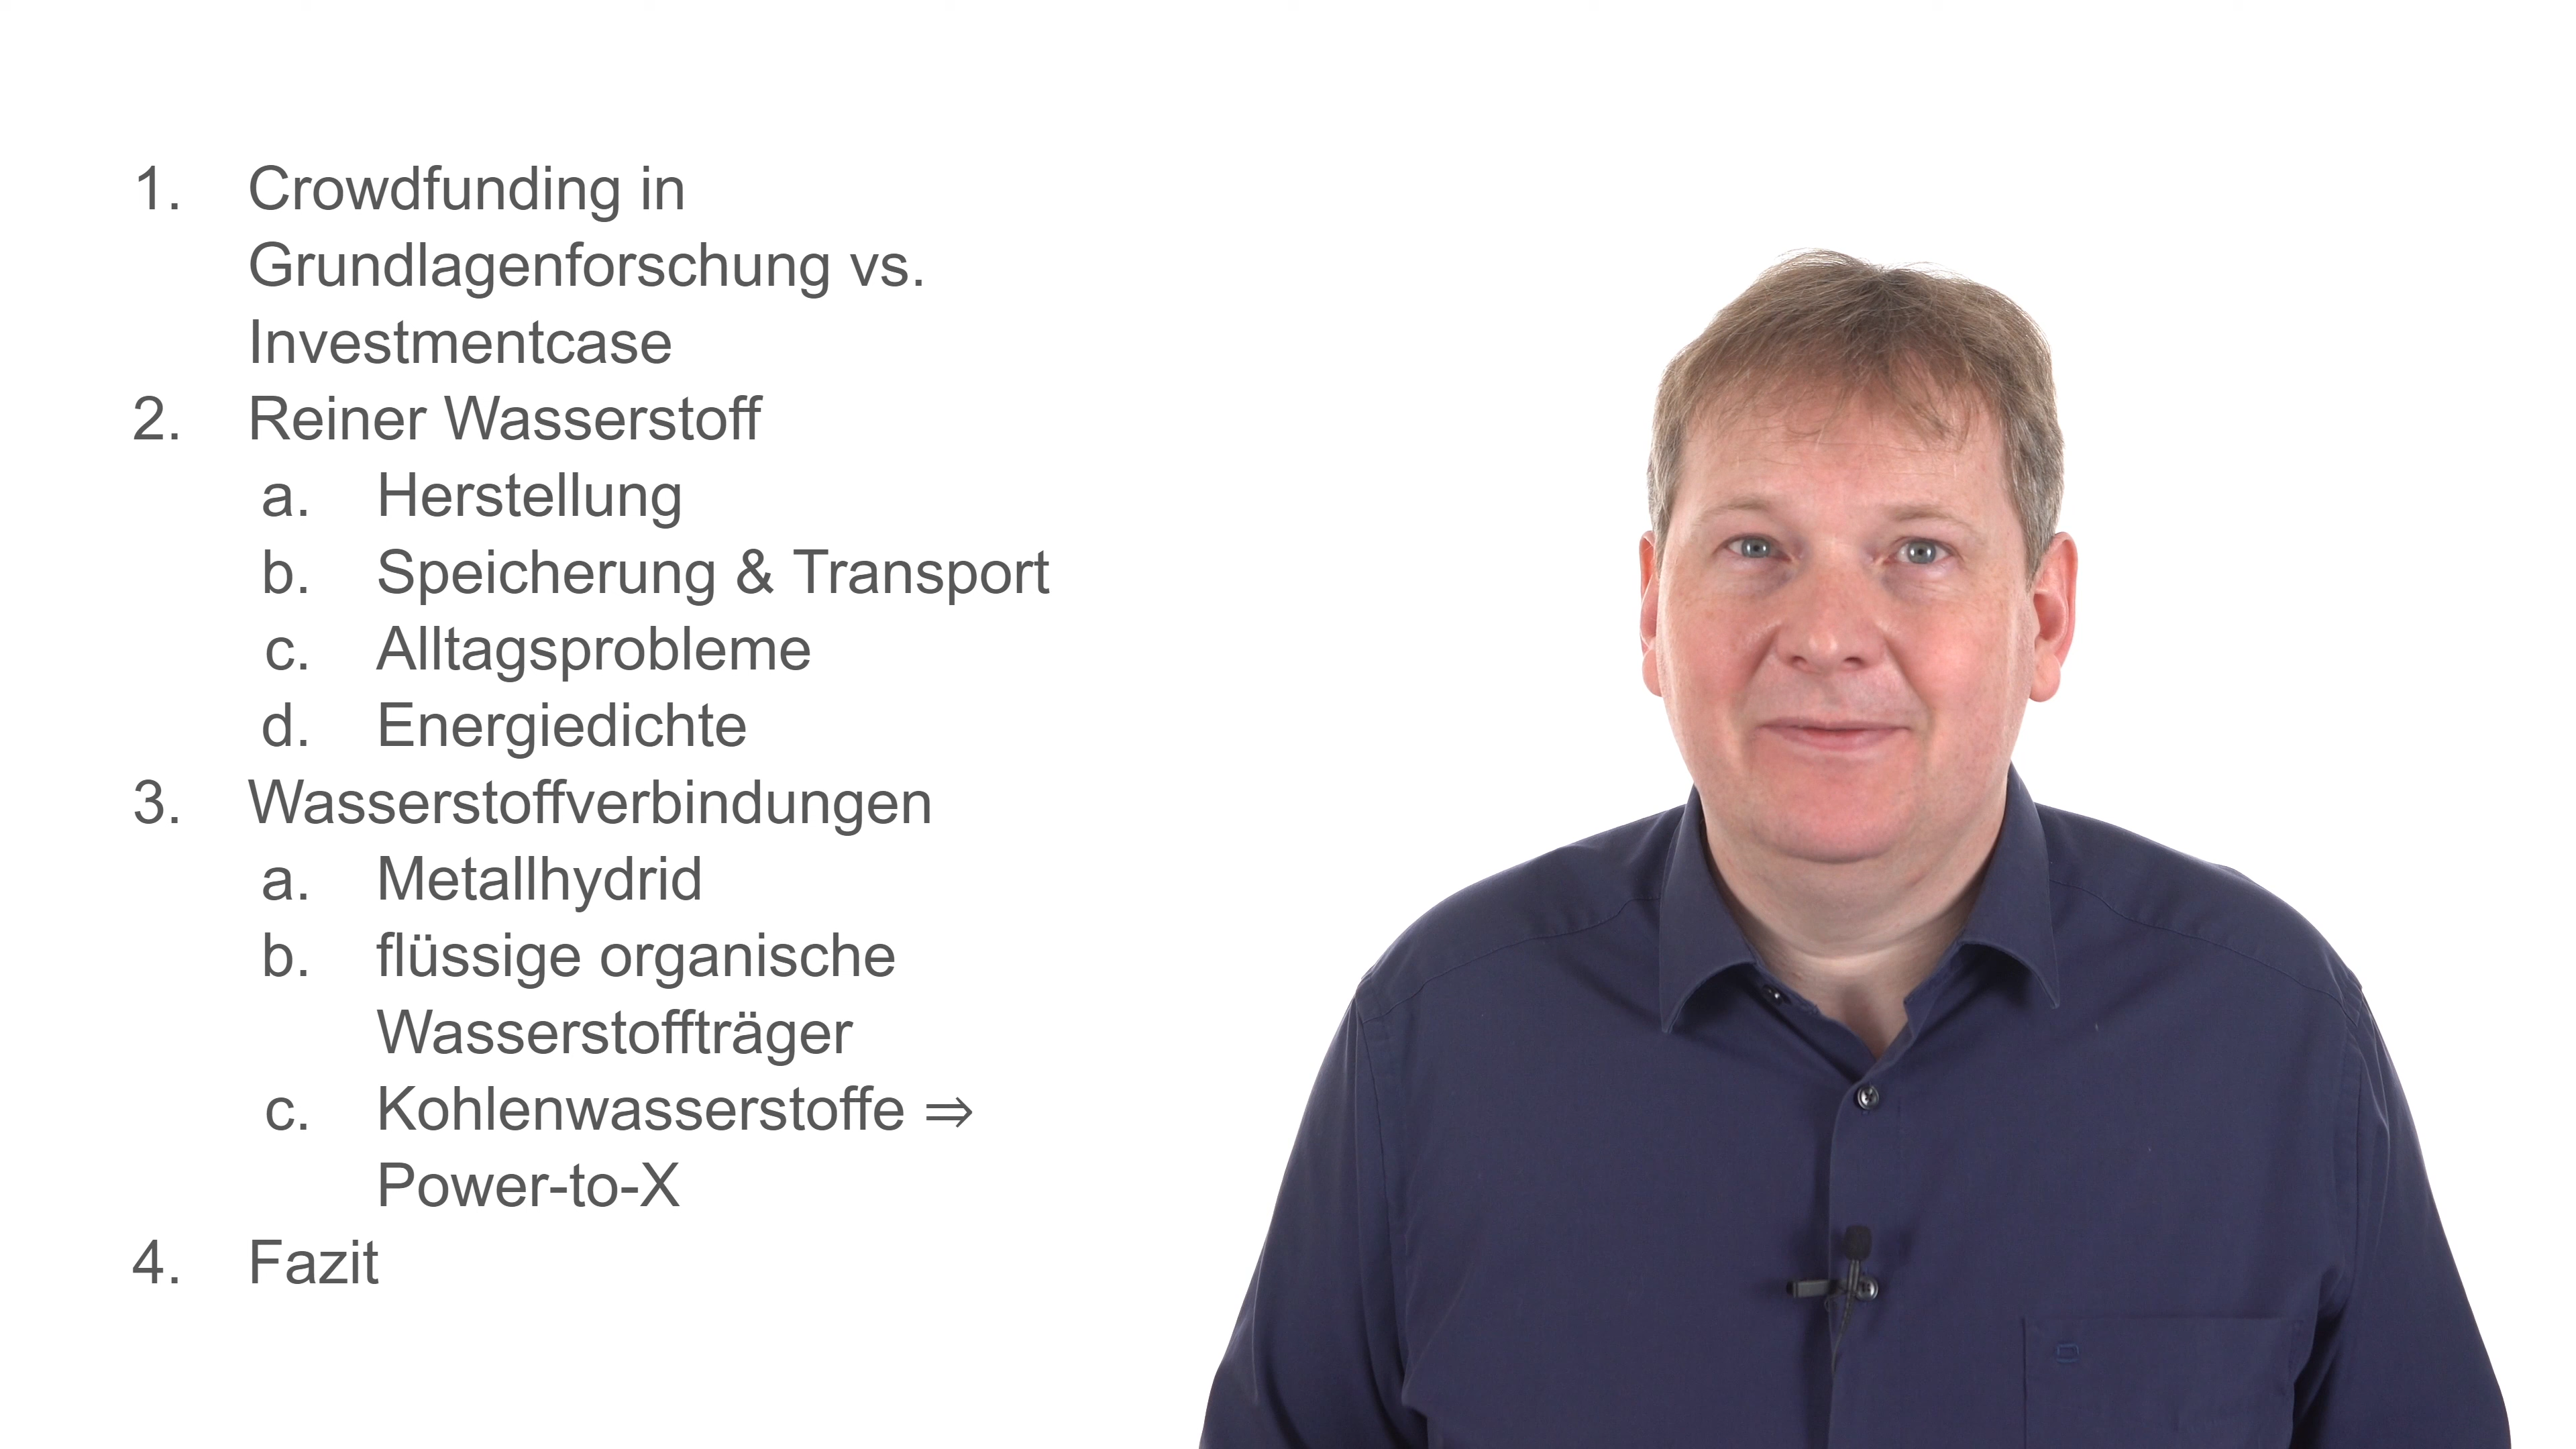 1. Crowdfunding in
Grundlagenforschung vs.
Investmentcase
2. Reiner Wasserstoff
a. Herstellung
b. Speicherung & Transport
c. Alltagsprobleme
d. Energiedichte
3. Wasserstoffverbindungen
a. Metallhydrid
b. flüssige organische
Wasserstoffträger
c. Kohlenwasserstoffe ⇒
Power-to-X
4. Fazit